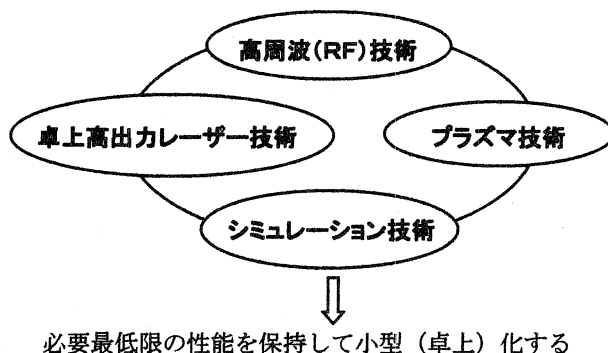 高周波(RF)技術
卓上高出力レーザー技術
プラズマ技術
シミュレーション技術
必要最低限の性能を保持して小型（卓上）化する